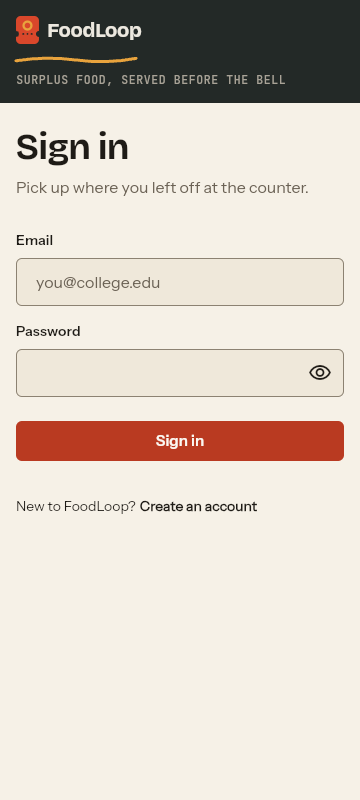 FoodLoop
SURPLUS FOOD, SERVED BEFORE THE BELL
Sign in
Pick up where you left off at the counter.
Email
you@college.edu
Password
Sign in
New to FoodLoop? Create an account